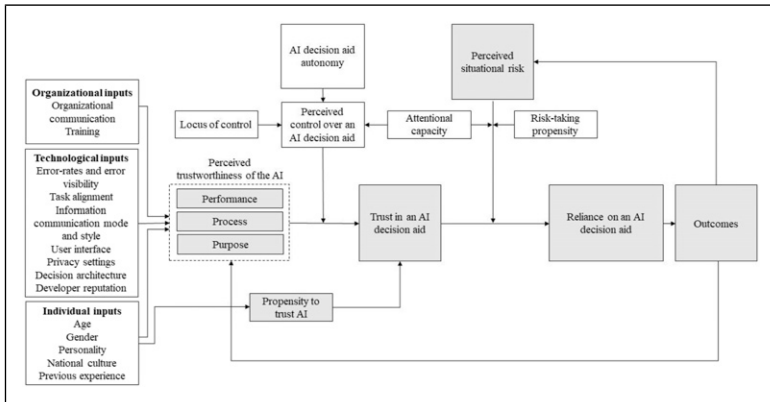 AI decision aid
autonomy
Perceived
situational risk
Organizational inputs
Organizational
communication
Training
Locus of control
Perceived
control over an
AI decision aid
Attentional
capacity
Risk-taking
propensity
Technological inputs
Error-rates and error
visibility
Task alignment
Information
communication mode
and style
User interface
Privacy settings
Decision architecture
Developer reputation
Perceived
trustworthiness of the AI
Performance
Process
Purpose
Trust in an AI
decision aid
Reliance on an AI
decision aid
Outcomes
Individual inputs
Age
Gender
Personality
National culture
Previous experience
Propensity to
trust AI